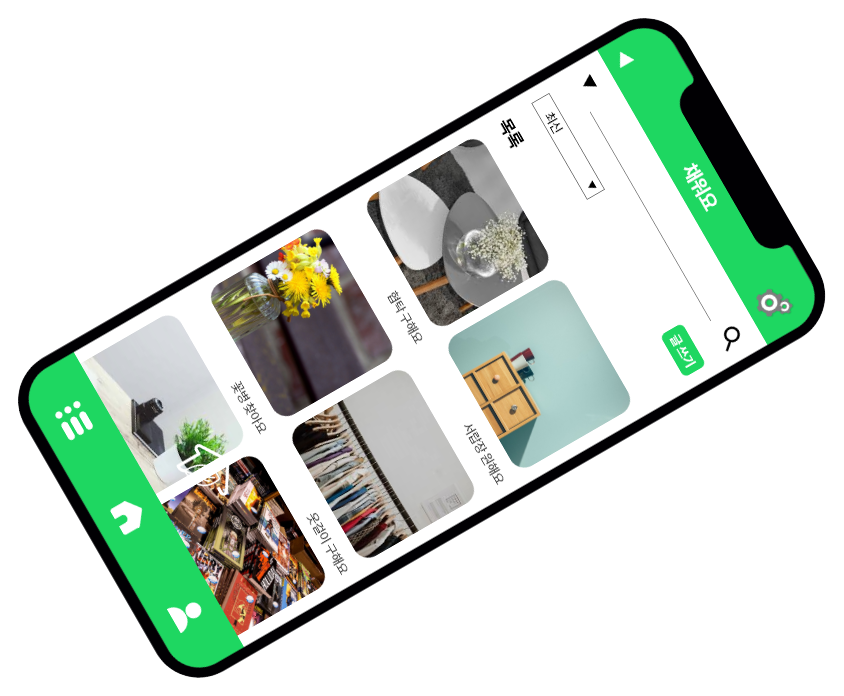 채워요
글 쓰기
최신
목록
협탁 구해요
서랍장 원해요
꽃병 찾아요
옷걸이 구해요